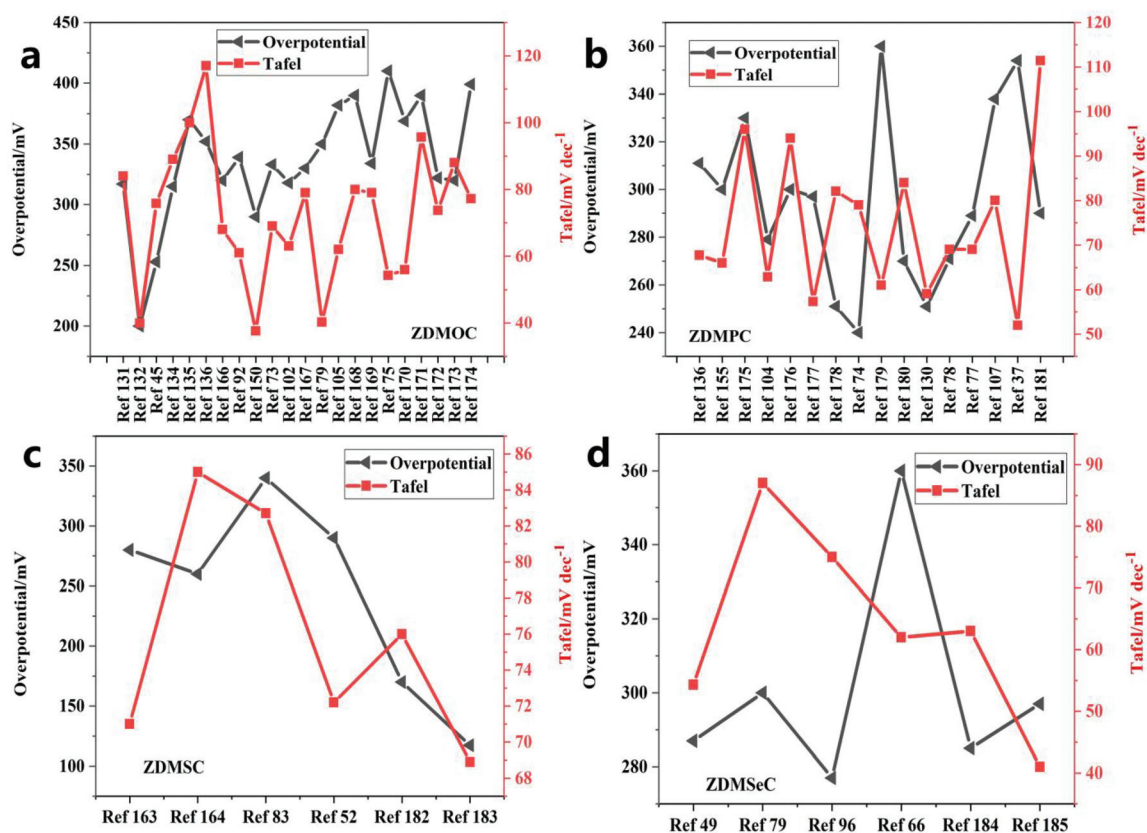 a
Overpotential
Tafel
ZDMOC
Overpotential/mV
450
400
350
300
250
200
Tafel/mV dec⁻¹
120
100
80
60
40
Ref 131
Ref 132
Ref 45
Ref 134
Ref 135
Ref 136
Ref 166
Ref 92
Ref 150
Ref 73
Ref 102
Ref 167
Ref 79
Ref 105
Ref 168
Ref 169
Ref 75
Ref 170
Ref 171
Ref 172
Ref 173
Ref 174
b
Overpotential
Tafel
ZDMPC
Overpotential/mV
360
340
320
300
280
260
240
Tafel/mV dec⁻¹
120
110
100
90
80
70
60
50
Ref 136
Ref 155
Ref 175
Ref 104
Ref 176
Ref 177
Ref 178
Ref 74
Ref 179
Ref 180
Ref 130
Ref 78
Ref 77
Ref 107
Ref 37
Ref 181
c
Overpotential
Tafel
ZDMSC
Overpotential/mV
350
300
250
200
150
100
Tafel/mV dec⁻¹
86
84
82
80
78
76
74
72
70
68
Ref 163
Ref 164
Ref 83
Ref 52
Ref 182
Ref 183
d
Overpotential
Tafel
ZDMSeC
Overpotential/mV
360
340
320
300
280
Tafel/mV dec⁻¹
90
80
70
60
50
40
Ref 49
Ref 79
Ref 96
Ref 66
Ref 184
Ref 185